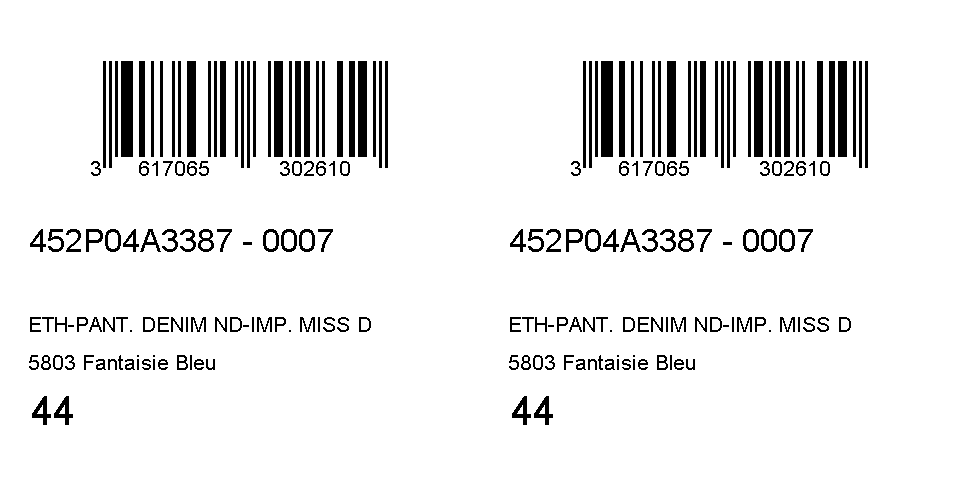 3 617065 302610
452P04A3387 - 0007
ETH-PANT. DENIM ND-IMP. MISS D
5803 Fantaisie Bleu
44
3 617065 302610
452P04A3387 - 0007
ETH-PANT. DENIM ND-IMP. MISS D
5803 Fantaisie Bleu
44